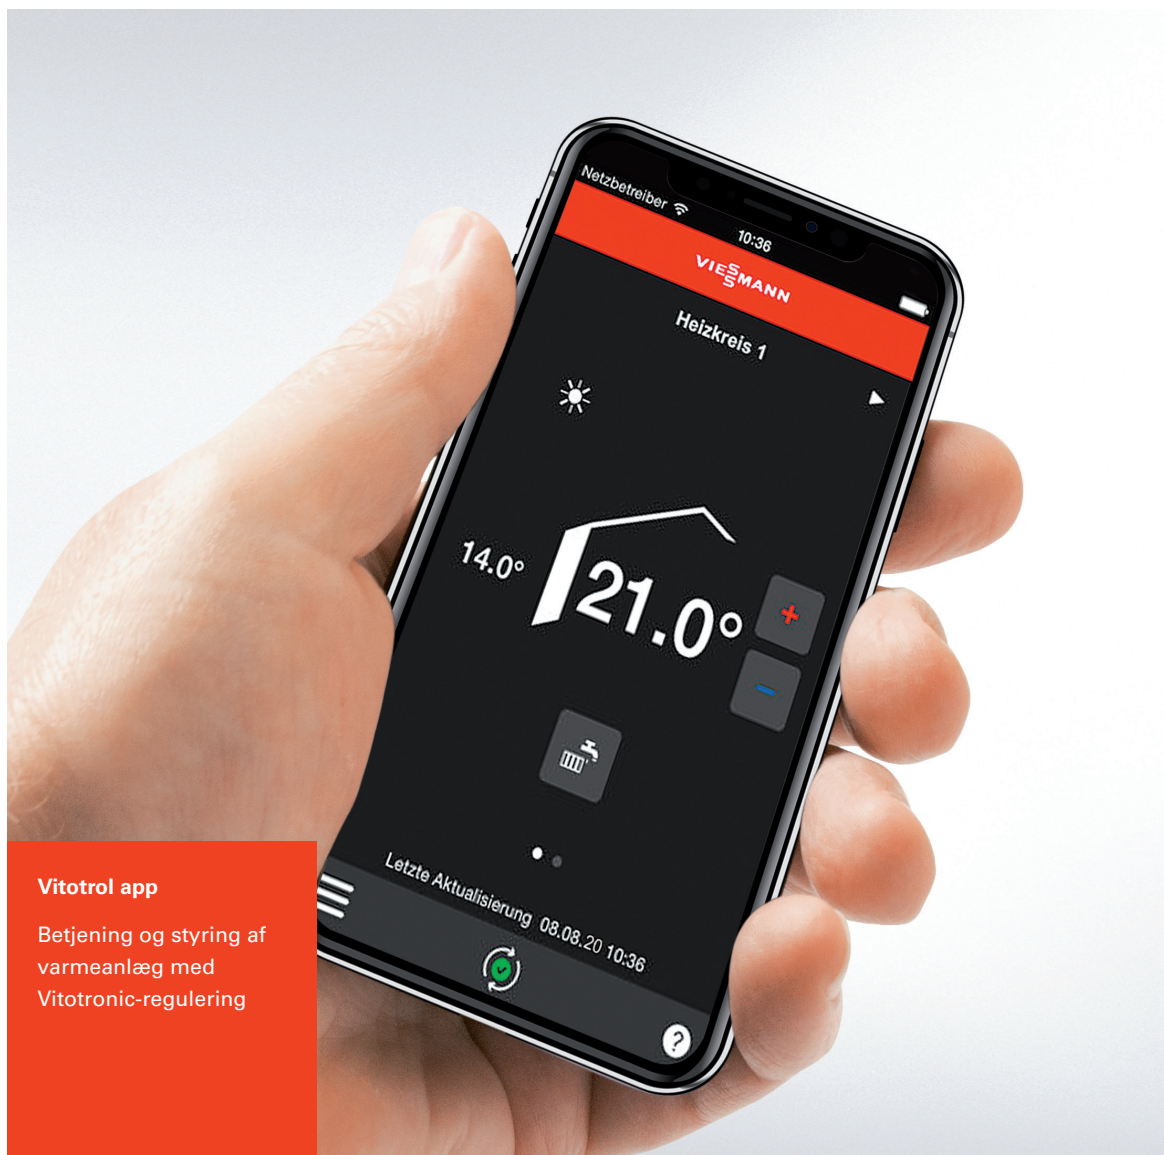 Netzbetreiber
10:36
VIESSMANN
Heizkreis 1
14.0°
21.0°
+
−
Letzte Aktualisierung 08.08.20 10:36
?
Vitotrol app
Betjening og styring af
varmeanlæg med
Vitotronic-regulering